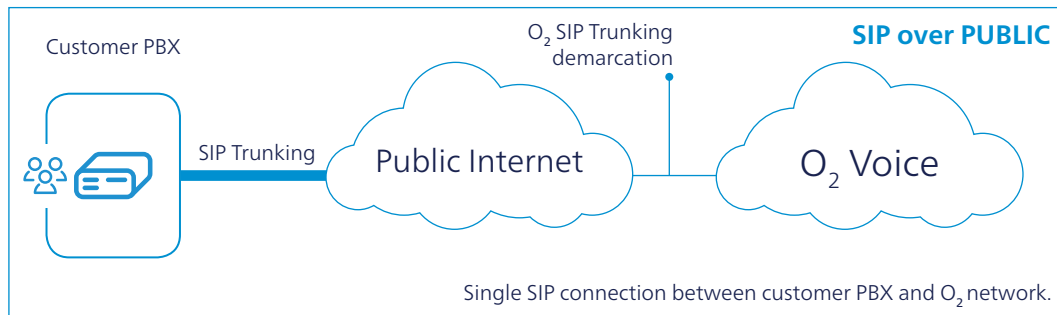 Customer PBX
O₂ SIP Trunking
demarcation
SIP over PUBLIC
SIP Trunking
Public Internet
O₂ Voice
Single SIP connection between customer PBX and O₂ network.